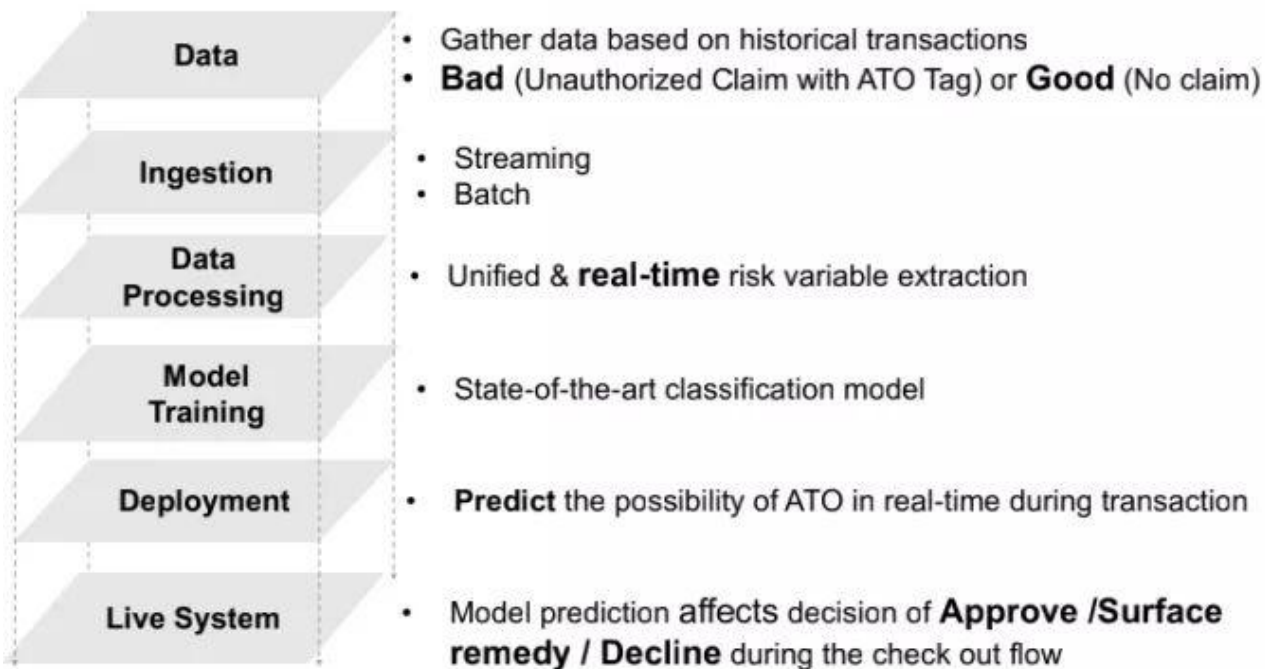 Data
• Gather data based on historical transactions
• Bad (Unauthorized Claim with ATO Tag) or Good (No claim)
Ingestion
• Streaming
• Batch
Data
Processing
• Unified & real-time risk variable extraction
Model
Training
• State-of-the-art classification model
Deployment
• Predict the possibility of ATO in real-time during transaction
Live System
• Model prediction affects decision of Approve /Surface
remedy / Decline during the check out flow